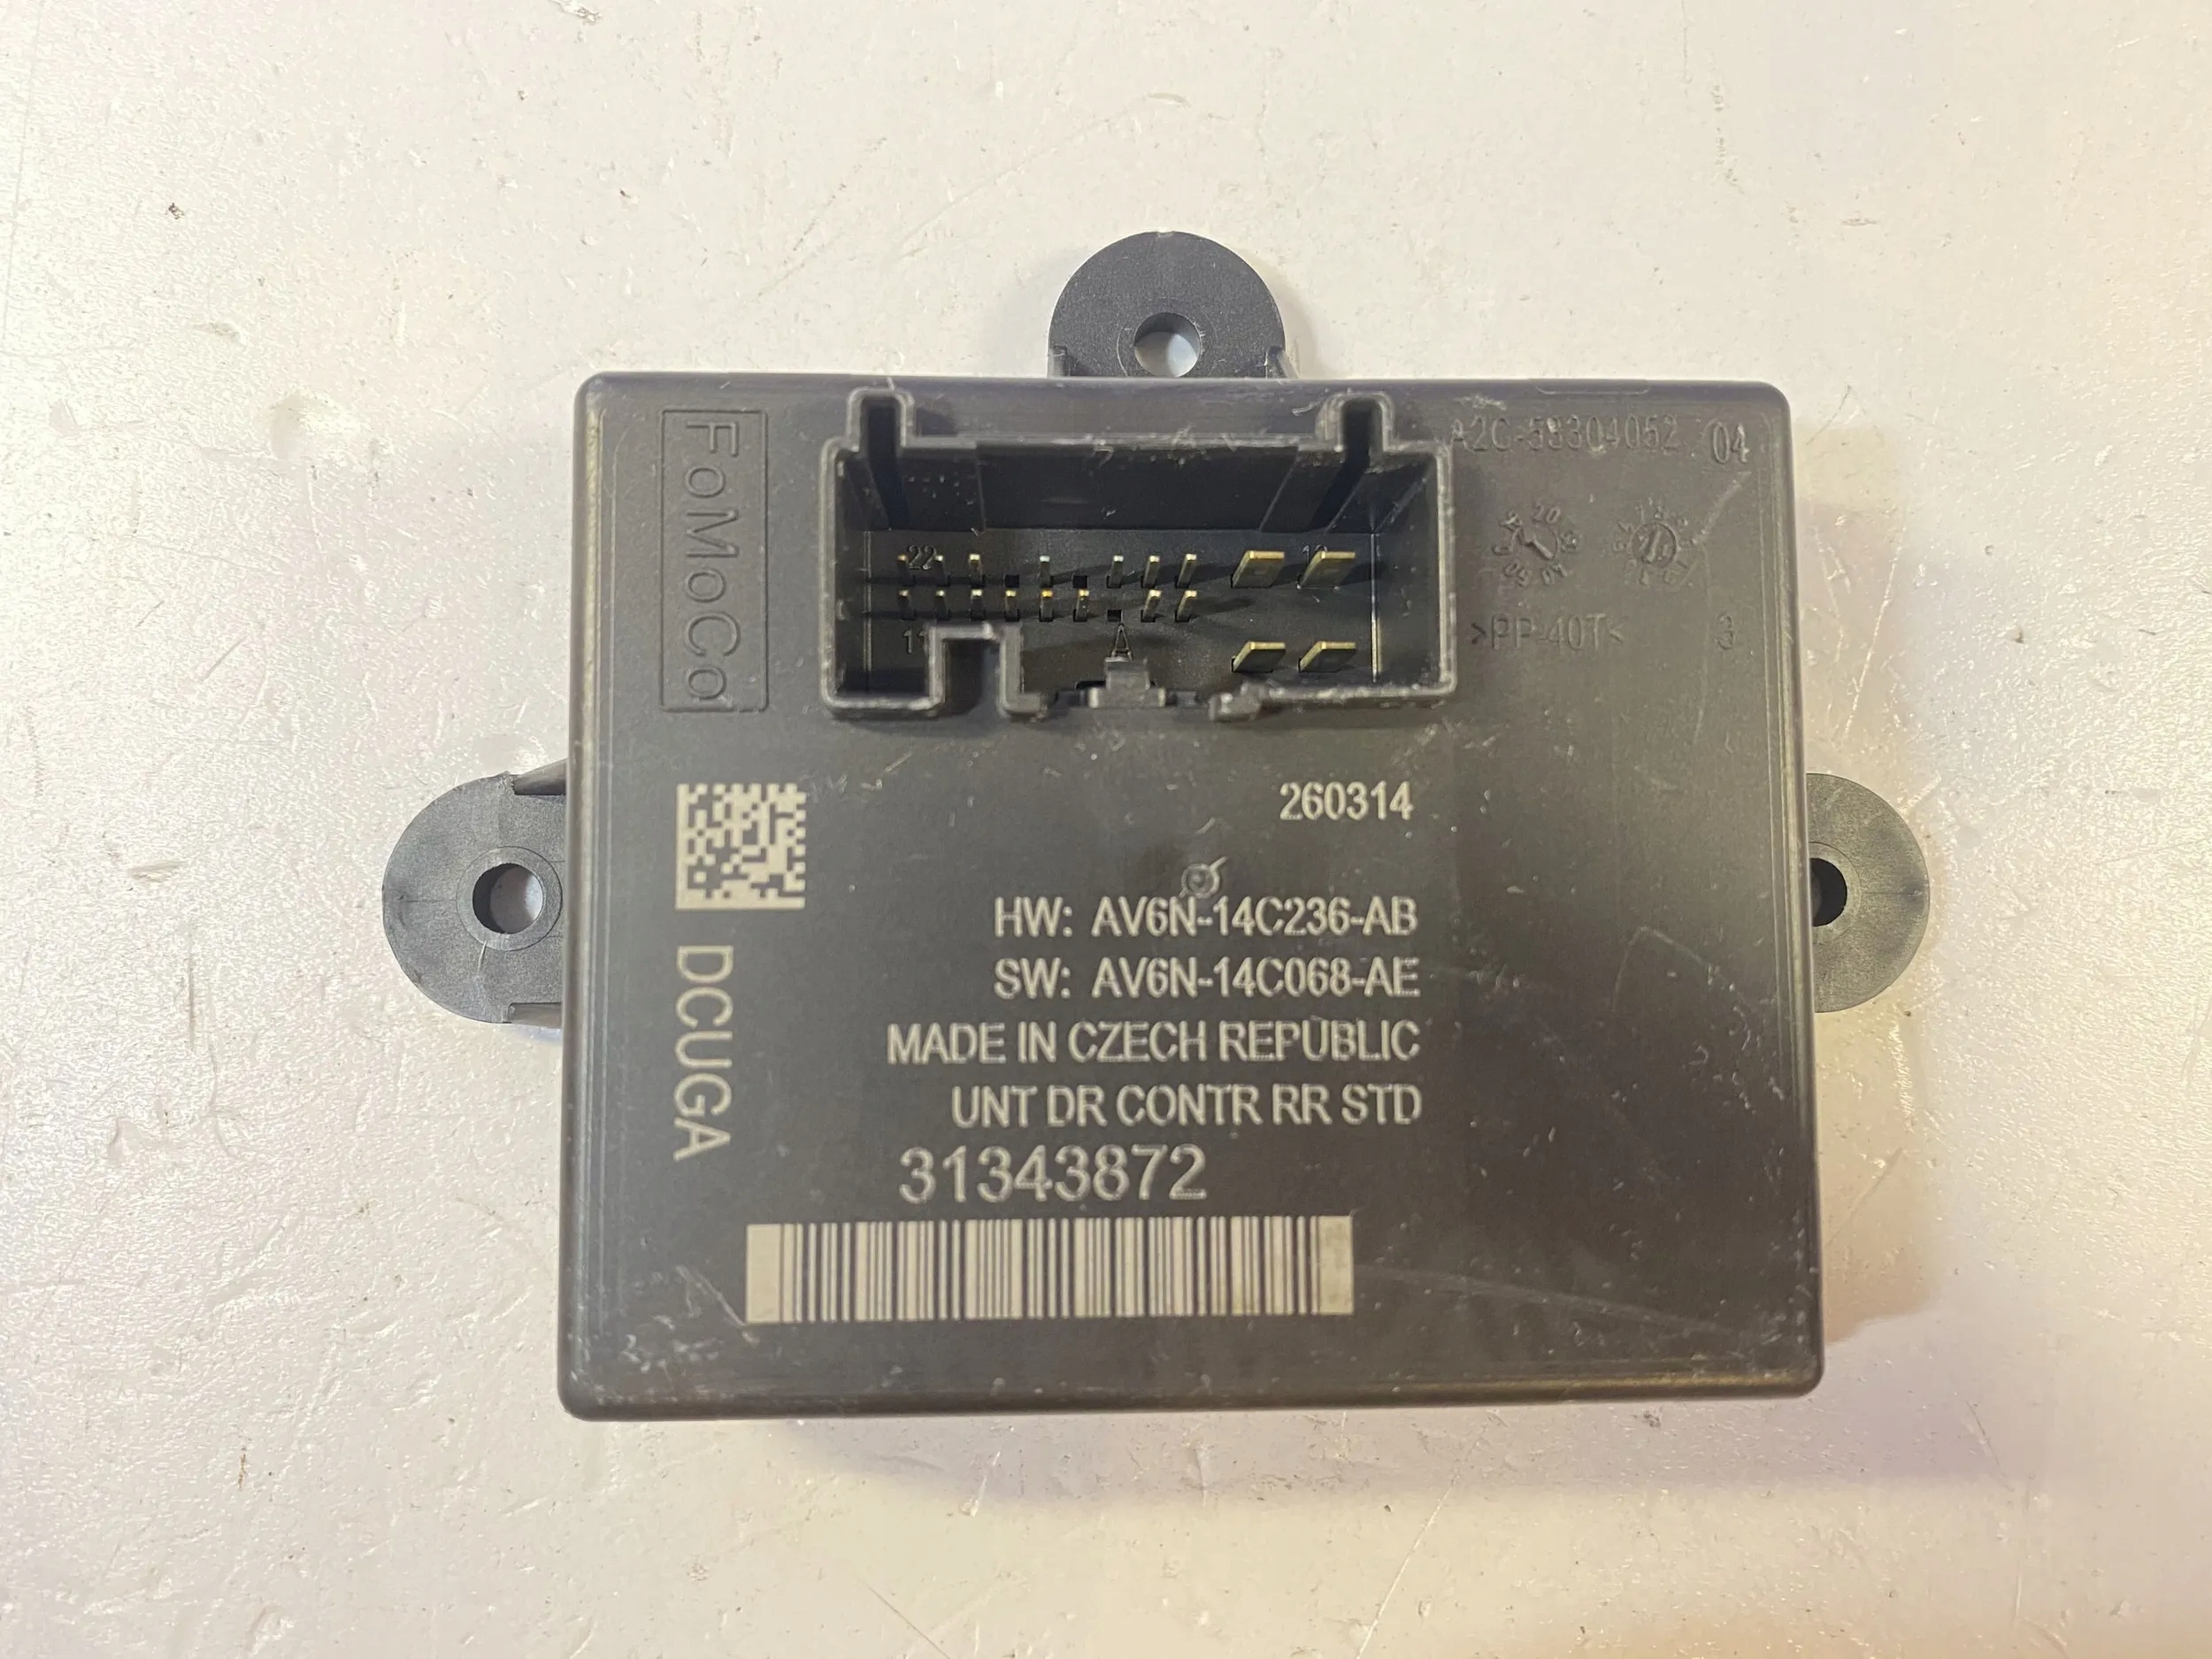 FoMoCo
A2C-53304052 04
22
12
11
A
>PP-40T<
260314
HW: AV6N-14C236-AB
SW: AV6N-14C068-AE
MADE IN CZECH REPUBLIC
UNT DR CONTR RR STD
DCUGA
31343872